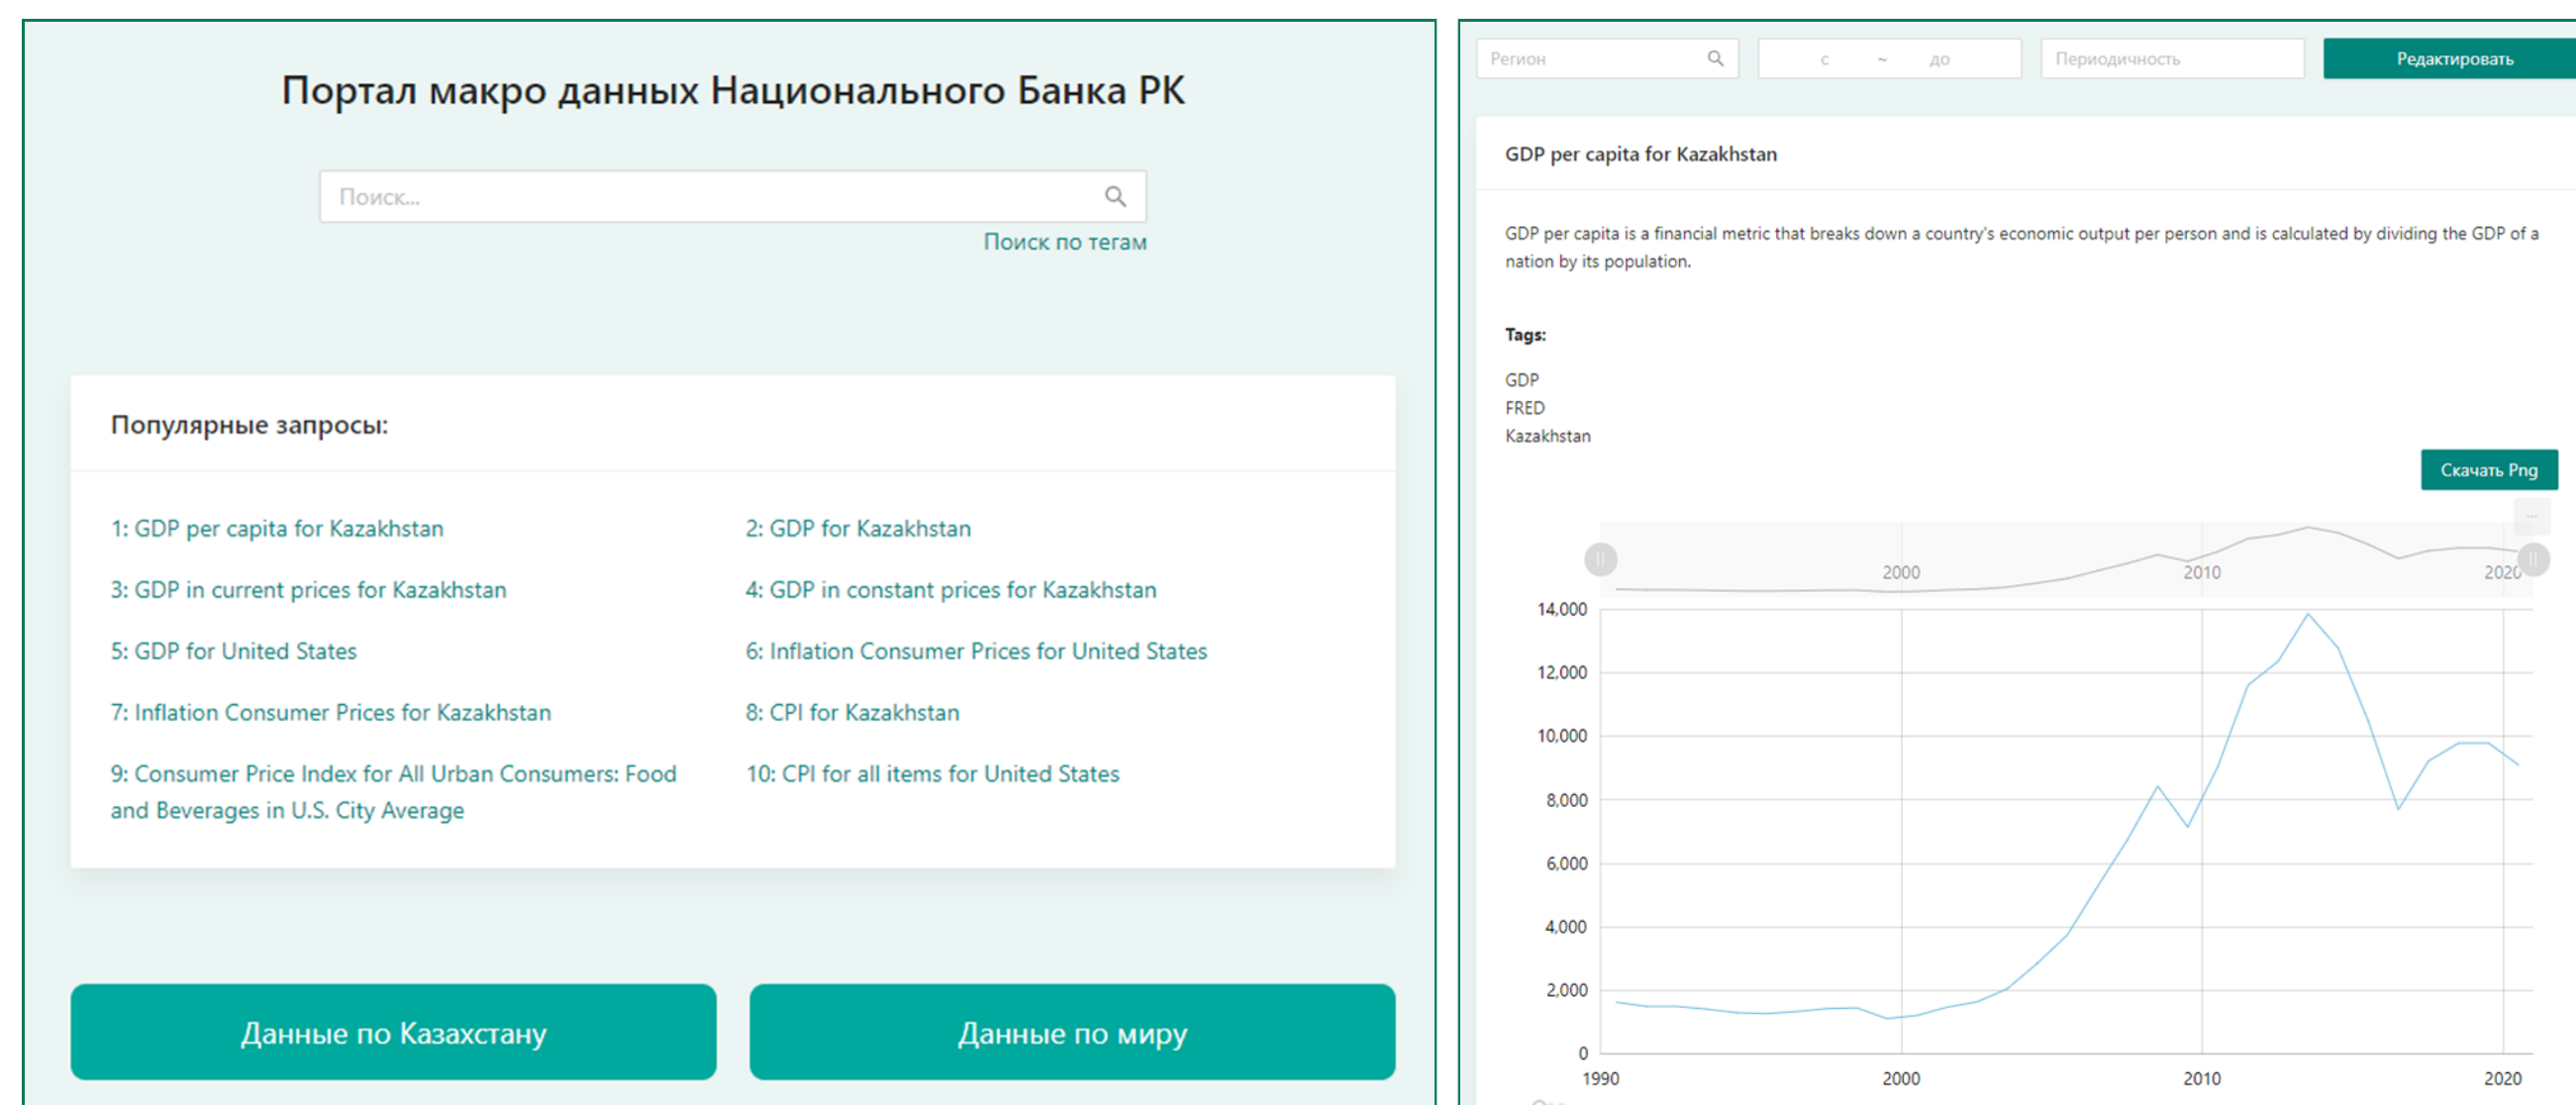 Портал макро данных Национального Банка РК
Поиск...
Поиск по тегам
Популярные запросы:
1: GDP per capita for Kazakhstan
2: GDP for Kazakhstan
3: GDP in current prices for Kazakhstan
4: GDP in constant prices for Kazakhstan
5: GDP for United States
6: Inflation Consumer Prices for United States
7: Inflation Consumer Prices for Kazakhstan
8: CPI for Kazakhstan
9: Consumer Price Index for All Urban Consumers: Food
and Beverages in U.S. City Average
10: CPI for all items for United States
Данные по Казахстану
Данные по миру
Регион
с ~ до
Периодичность
Редактировать
GDP per capita for Kazakhstan
GDP per capita is a financial metric that breaks down a country's economic output per person and is calculated by dividing the GDP of a
nation by its population.
Tags:
GDP
FRED
Kazakhstan
Скачать Png
...
2000 2010 2020
14,000
12,000
10,000
8,000
6,000
4,000
2,000
0
1990 2000 2010 2020